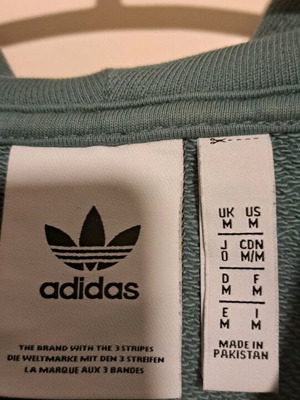 adidas
THE BRAND WITH THE 3 STRIPES
DIE WELTMARKE MIT DEN 3 STREIFEN
LA MARQUE AUX 3 BANDES
UK US
M M
J CDN
O M/M
D F
M M
E I
M M
MADE IN
PAKISTAN